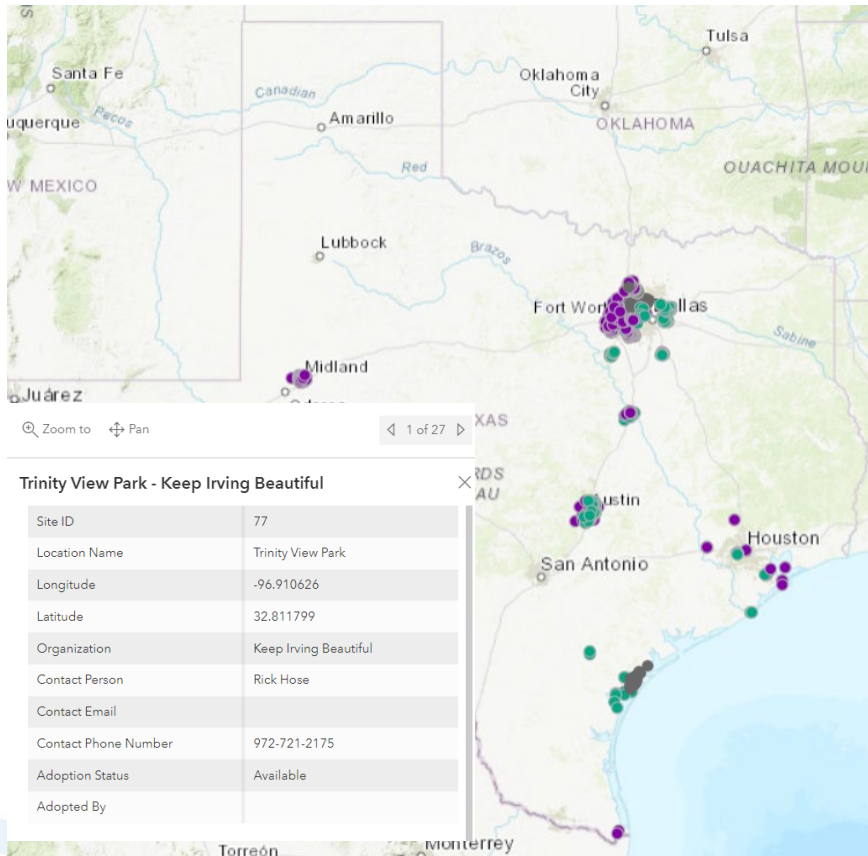 Tulsa
Santa Fe
Oklahoma
City
Canadian
Pecos
Amarillo
uquerque
OKLAHOMA
OUACHITA MOU
Red
W MEXICO
Lubbock
Brazos
Fort Wor llas
Sabine
Midland
Juárez
Zoom to Pan 1 of 27
XAS
Trinity View Park - Keep Irving Beautiful
RDS
AU
ustin
Site ID 77
Location Name Trinity View Park
Houston
San Antonio
Longitude -96.910626
Latitude 32.811799
Organization Keep Irving Beautiful
Contact Person Rick Hose
Contact Email
Contact Phone Number 972-721-2175
Adoption Status Available
Adopted By
Monterrey
Torreón